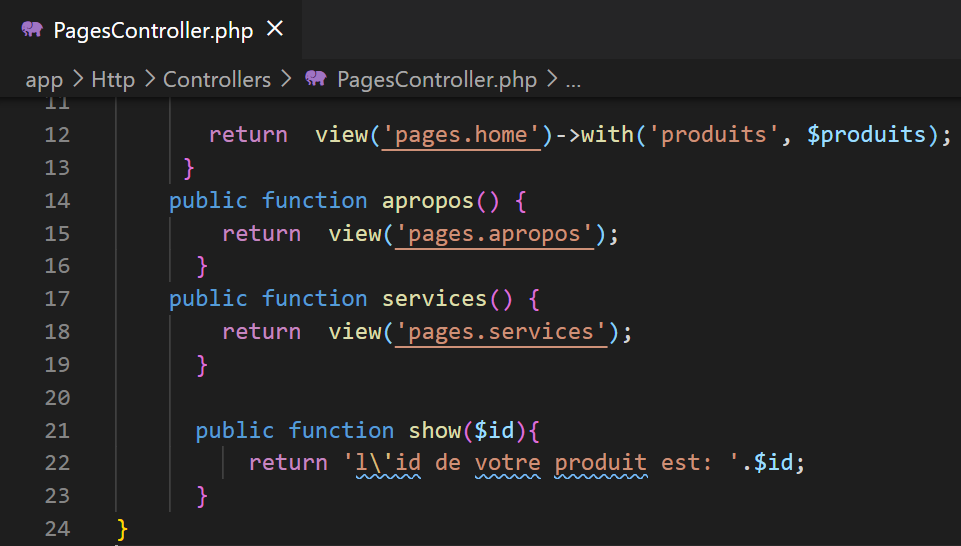 PagesController.php ×
app > Http > Controllers > PagesController.php > ...
11
12 return view('pages.home')->with('produits', $produits);
13 }
14 public function apropos() {
15 return view('pages.apropos');
16 }
17 public function services() {
18 return view('pages.services');
19 }
20
21 public function show($id){
22 return 'l\'id de votre produit est: '.$id;
23 }
24 }